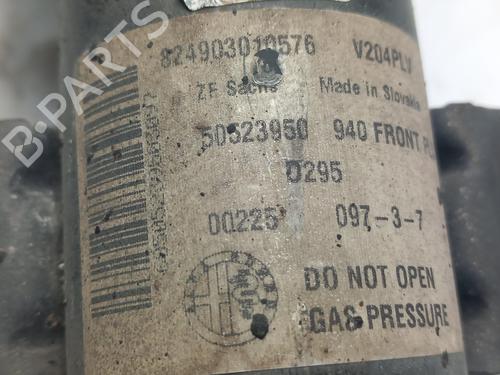 824903010576 V204PLV
ZF Sachs Made in Slovakia
50523950 940 FRONT
0295
00225 097-3-7
DO NOT OPEN
GAS PRESSURE
B-PARTS